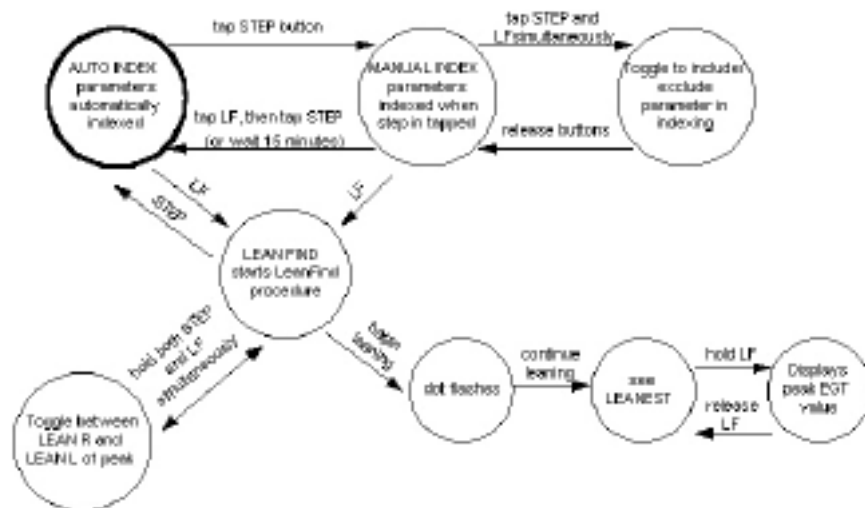 tap STEP button
tap STEP and
LF simultaneously
AUTO INDEX
parameters
automatically
indexed
MANUAL INDEX
parameters
indexed when
step in tapped
Toggle to include/
exclude
parameter in
indexing
tap LF, then tap STEP
(or wait 15 minutes)
release buttons
LF
STEP
LF
LEAN FIND
starts LeanFind
procedure
hold both STEP
and LF
simultaneously
begin
leaning
Toggle between
LEAN R and
LEAN L of peak
dot flashes
continue
leaning
see
LEANEST
hold LF
release
LF
Displays
peak EGT
value